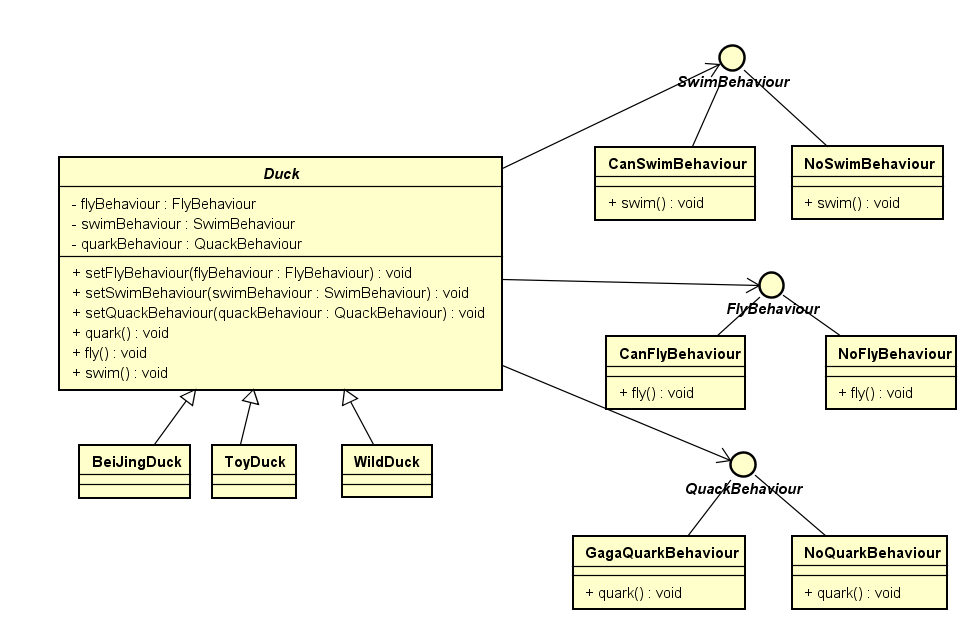 SwimBehaviour
CanSwimBehaviour
+ swim() : void
NoSwimBehaviour
+ swim() : void
Duck
- flyBehaviour : FlyBehaviour
- swimBehaviour : SwimBehaviour
- quarkBehaviour : QuackBehaviour
+ setFlyBehaviour(flyBehaviour : FlyBehaviour) : void
+ setSwimBehaviour(swimBehaviour : SwimBehaviour) : void
+ setQuackBehaviour(quackBehaviour : QuackBehaviour) : void
+ quark() : void
+ fly() : void
+ swim() : void
FlyBehaviour
CanFlyBehaviour
+ fly() : void
NoFlyBehaviour
+ fly() : void
BeiJingDuck
ToyDuck
WildDuck
QuackBehaviour
GagaQuarkBehaviour
+ quark() : void
NoQuarkBehaviour
+ quark() : void